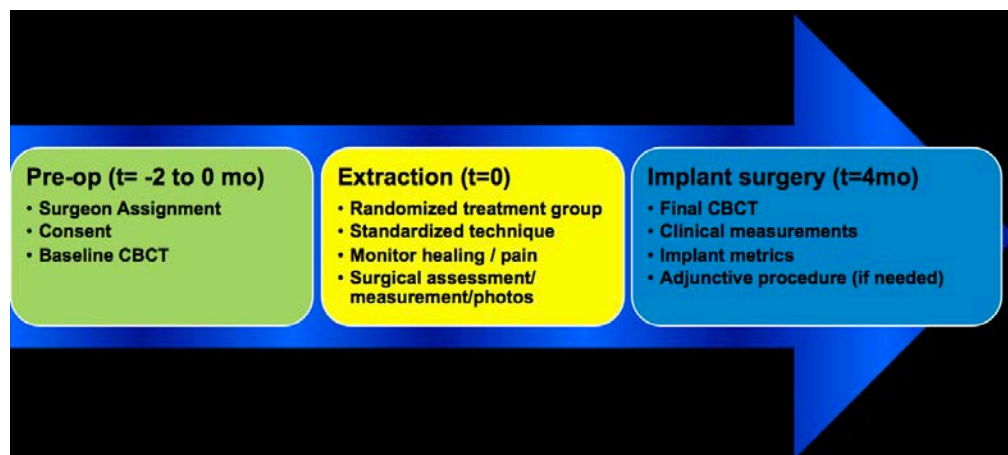 Pre-op (t= -2 to 0 mo)
• Surgeon Assignment
• Consent
• Baseline CBCT
Extraction (t=0)
• Randomized treatment group
• Standardized technique
• Monitor healing / pain
• Surgical assessment/
measurement/photos
Implant surgery (t=4mo)
• Final CBCT
• Clinical measurements
• Implant metrics
• Adjunctive procedure (if needed)